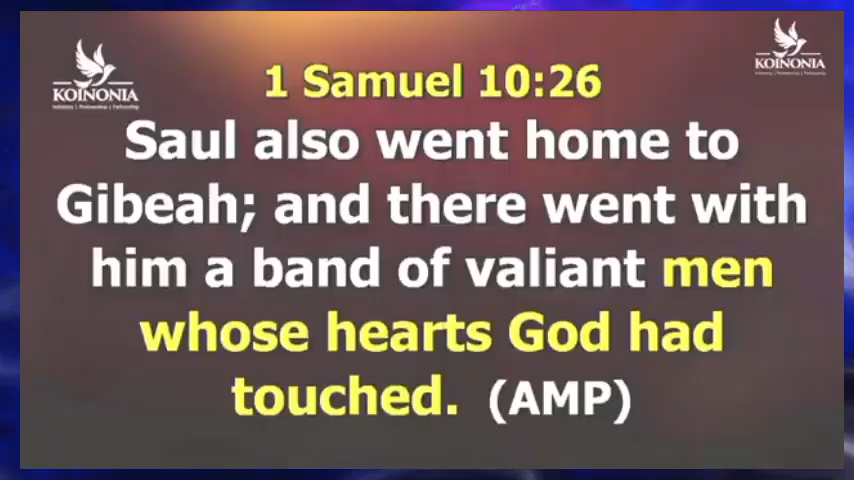 KOINONIA
KOINONIA
1 Samuel 10:26
Saul also went home to
Gibeah; and there went with
him a band of valiant men
whose hearts God had
touched. (AMP)